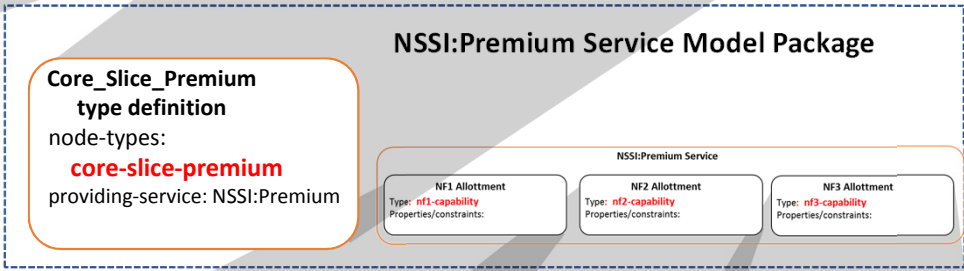 NSSI:Premium Service Model Package
Core_Slice_Premium
type definition
node-types:
core-slice-premium
providing-service: NSSI:Premium
NSSI:Premium Service
NF1 Allottment
Type: nf1-capability
Properties/constraints:
NF2 Allottment
Type: nf2-capability
Properties/constraints:
NF3 Allottment
Type: nf3-capability
Properties/constraints: